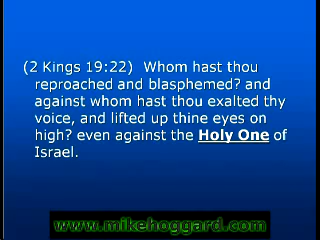 (2 Kings 19:22)  Whom hast thou
reproached and blasphemed? and
against whom hast thou exalted thy
voice, and lifted up thine eyes on
high? even against the Holy One of
Israel.
www.mikehoggard.com